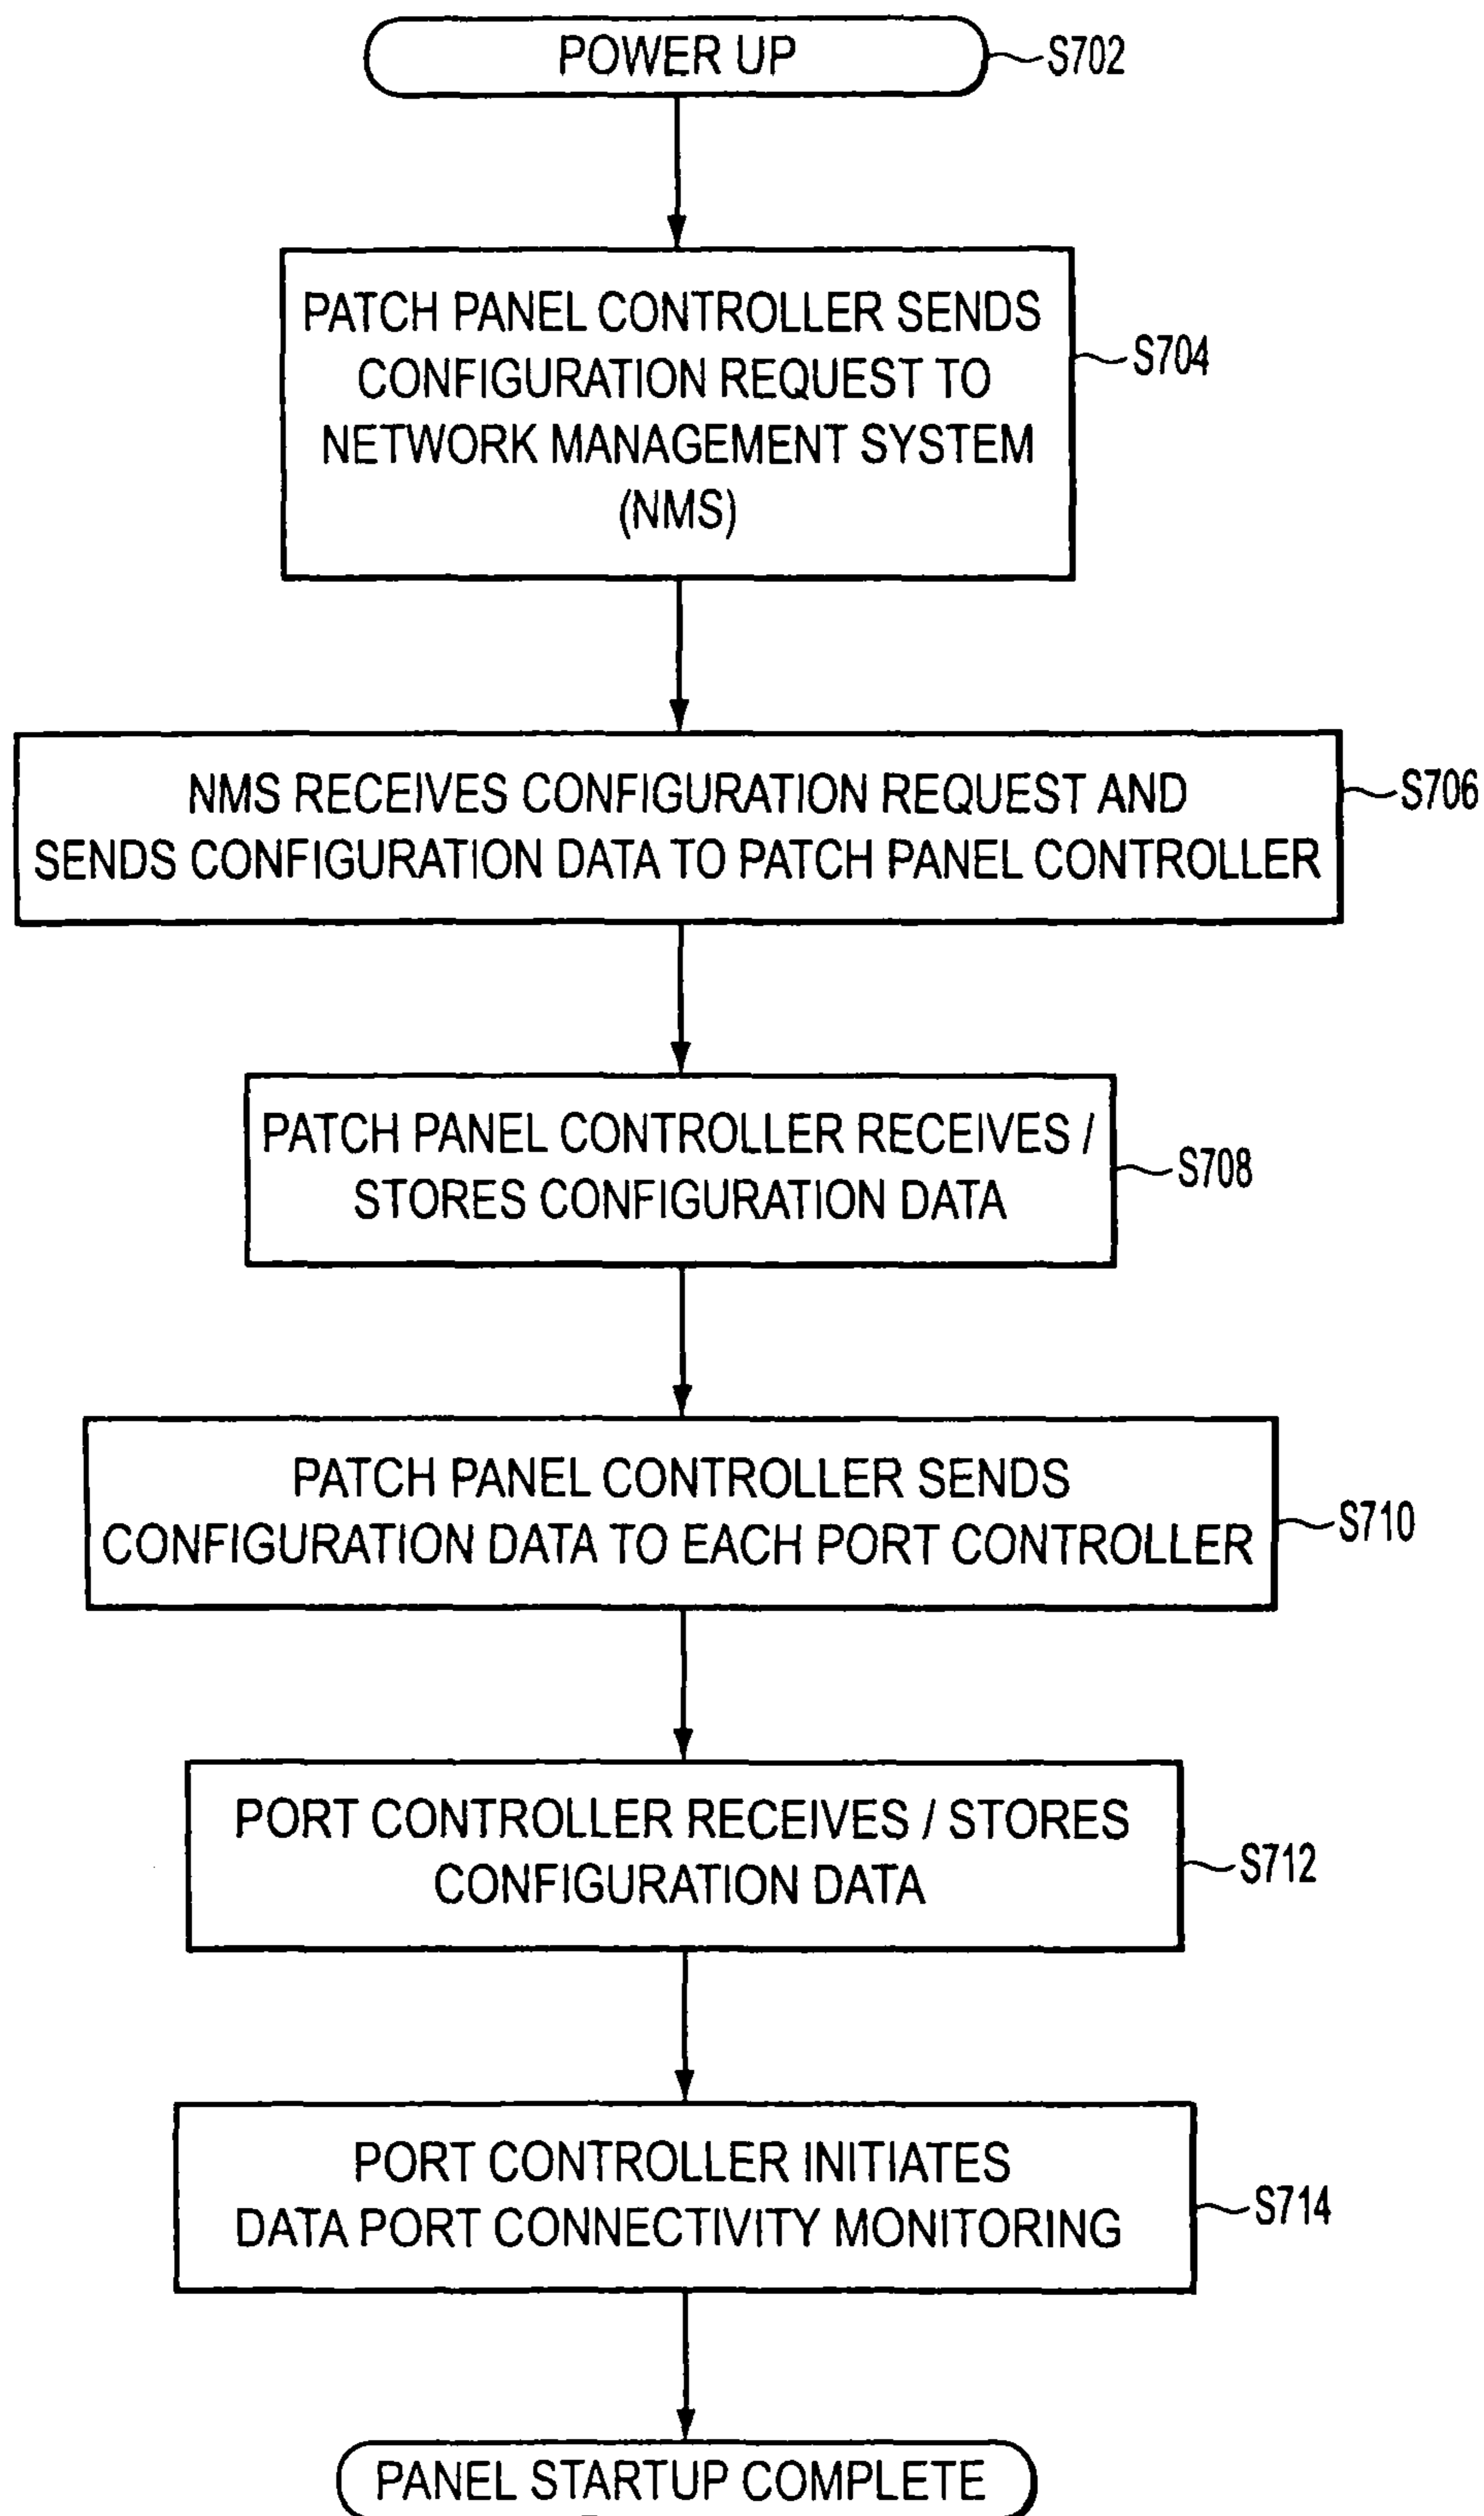 POWER UP
S702
PATCH PANEL CONTROLLER SENDS
CONFIGURATION REQUEST TO
NETWORK MANAGEMENT SYSTEM
(NMS)
S704
NMS RECEIVES CONFIGURATION REQUEST AND
SENDS CONFIGURATION DATA TO PATCH PANEL CONTROLLER
S706
PATCH PANEL CONTROLLER RECEIVES /
STORES CONFIGURATION DATA
S708
PATCH PANEL CONTROLLER SENDS
CONFIGURATION DATA TO EACH PORT CONTROLLER
S710
PORT CONTROLLER RECEIVES / STORES
CONFIGURATION DATA
S712
PORT CONTROLLER INITIATES
DATA PORT CONNECTIVITY MONITORING
S714
PANEL STARTUP COMPLETE